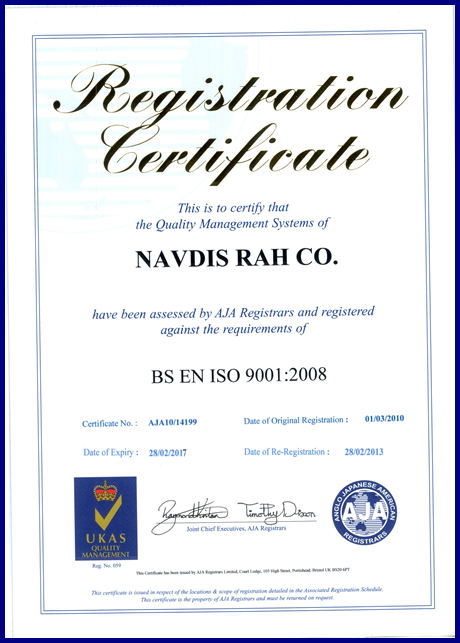 Registration
Certificate
This is to certify that
the Quality Management Systems of
NAVDIS RAH CO.
have been assessed by AJA Registrars and registered
against the requirements of
BS EN ISO 9001:2008
Certificate No. : AJA10/14199 Date of Original Registration : 01/03/2010
Date of Expiry : 28/02/2017 Date of Re-Registration : 28/02/2013
UKAS
QUALITY
MANAGEMENT
Reg. No. 059
Timothy Dixon
Joint Chief Executives, AJA Registrars
ANGLO JAPANESE AMERICAN
AJA
REGISTRARS
This Certificate has been issued by AJA Registrars Limited, Court Lodge, 105 High Street, Portishead, Bristol UK BS20 6PT
This certificate is issued in respect of the locations & scope of registration detailed in the Associated Registration Schedule.
This certificate is the property of AJA Registrars and must be returned on request.